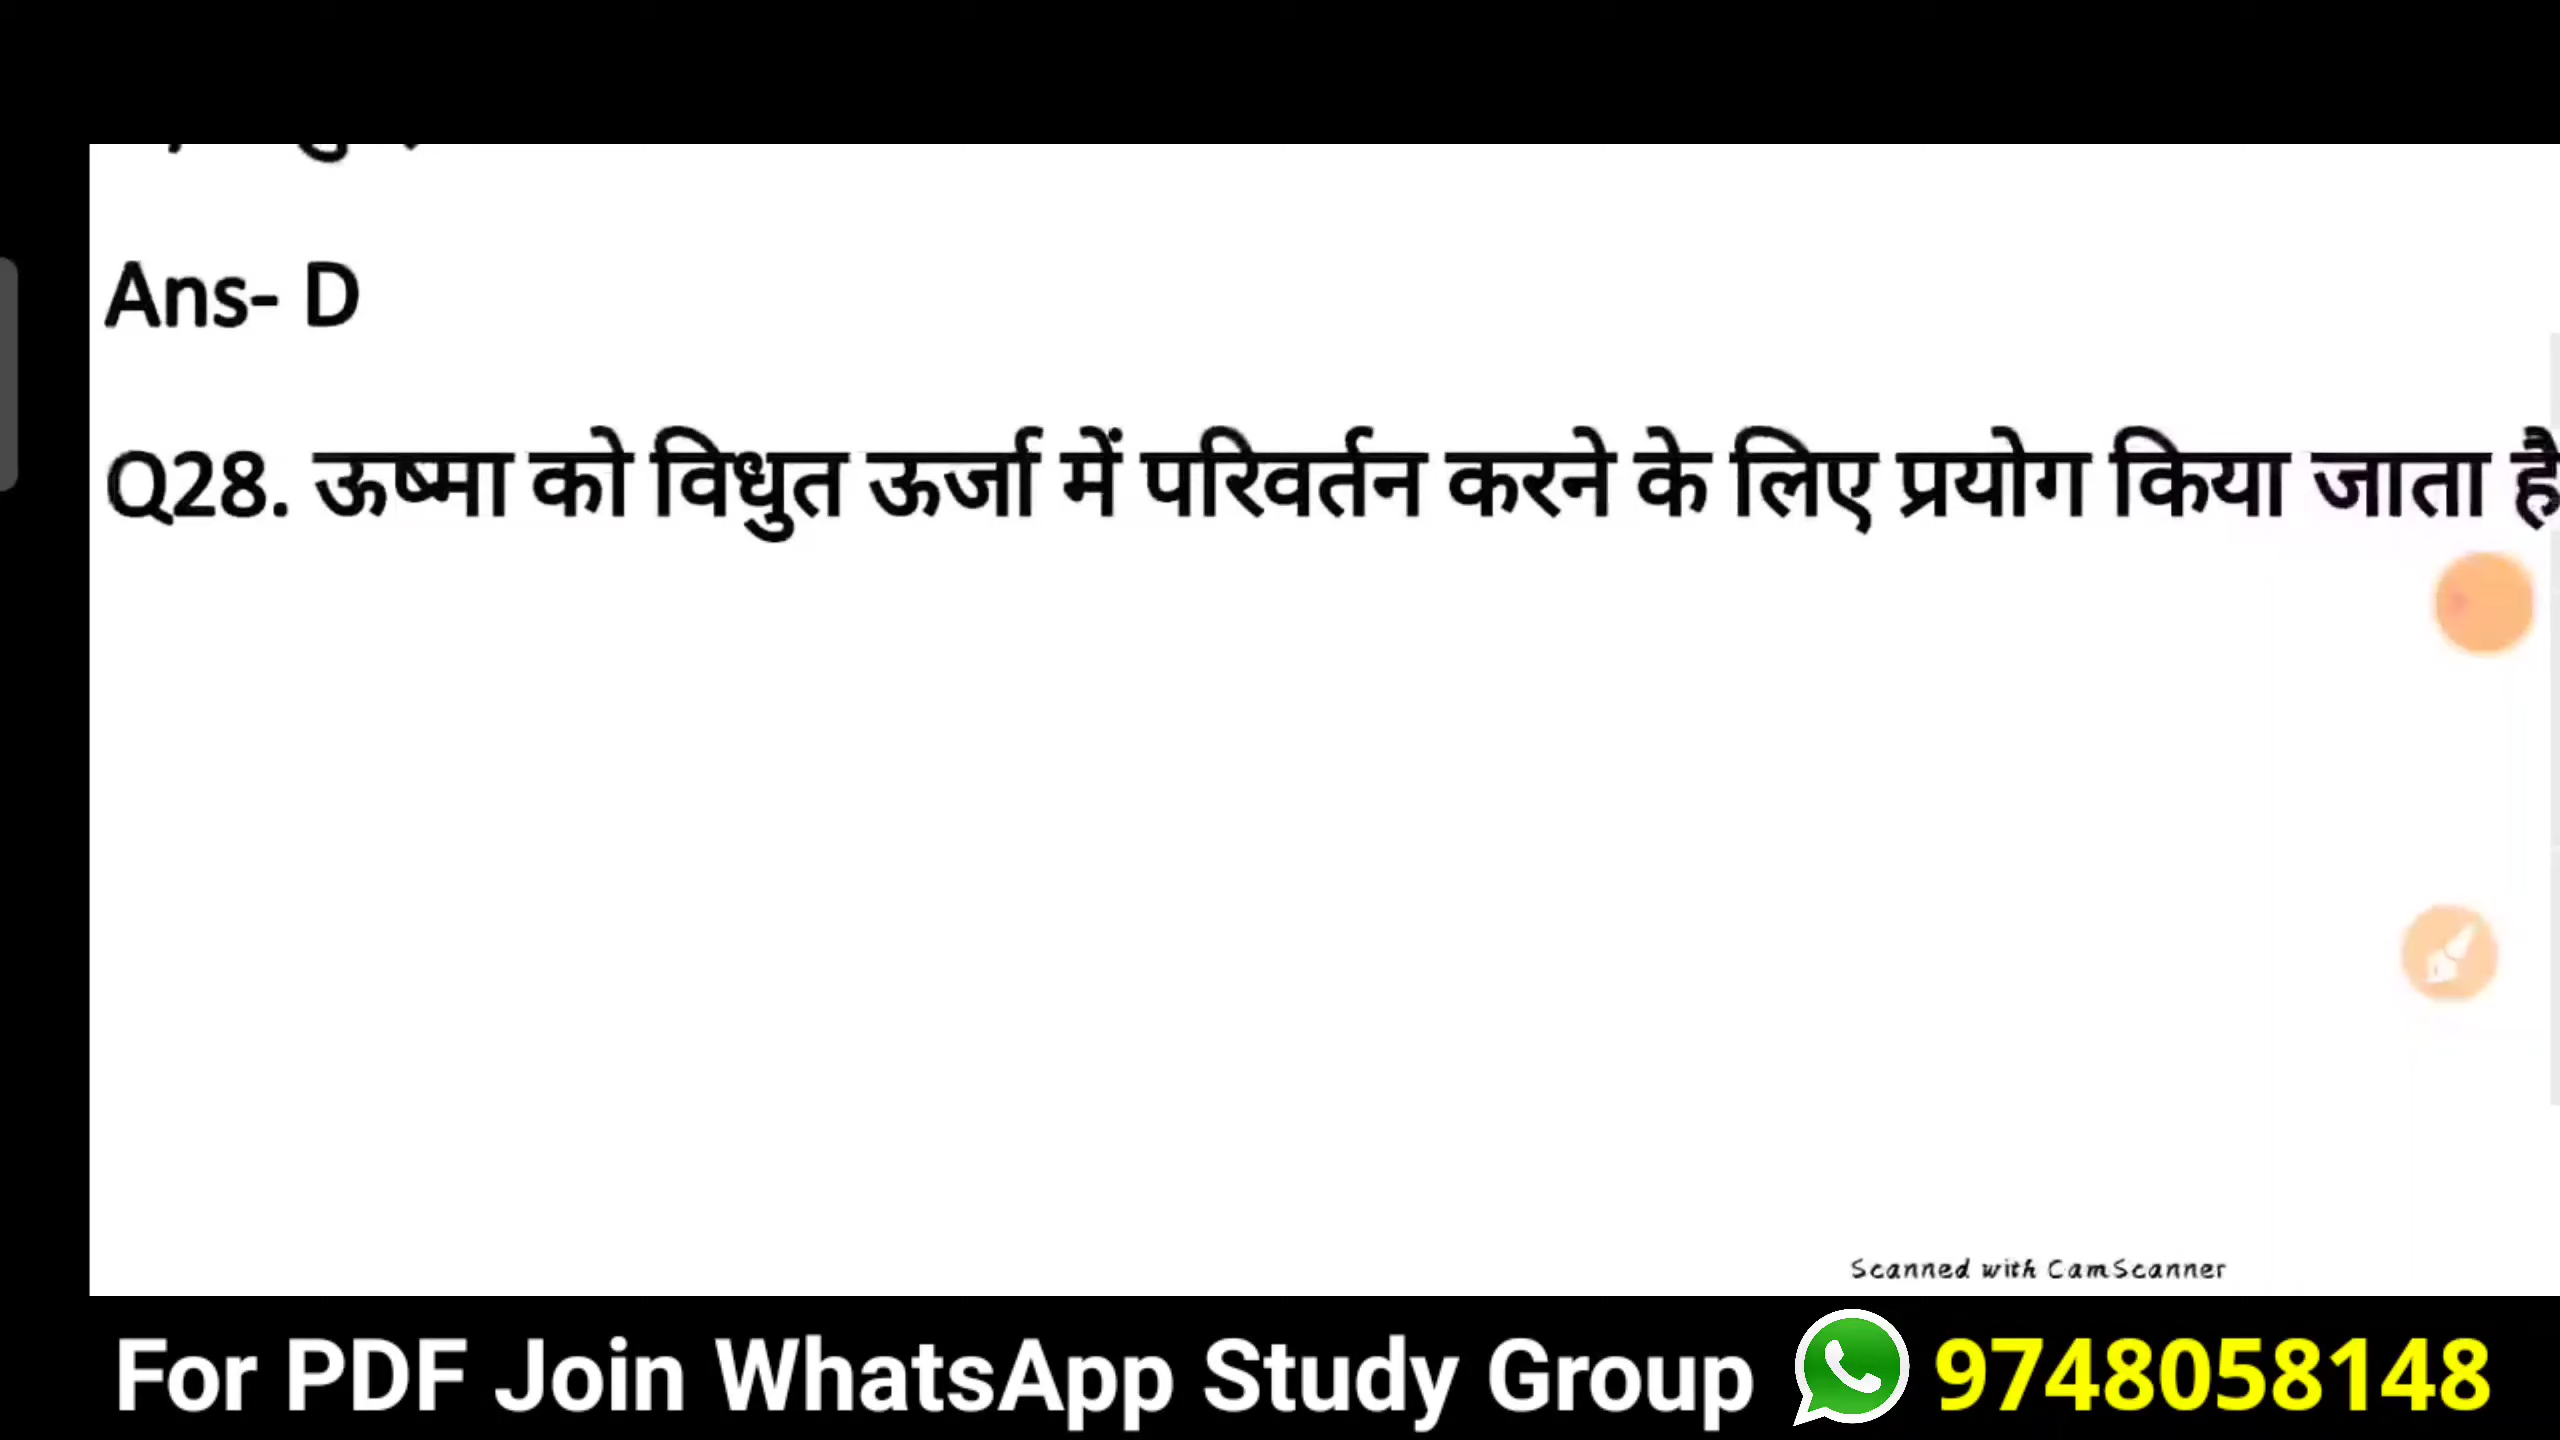 Ans- D
Q28. ऊष्मा को विधुत ऊर्जा में परिवर्तन करने के लिए प्रयोग किया जाता है
Scanned with CamScanner
For PDF Join WhatsApp Study Group 9748058148